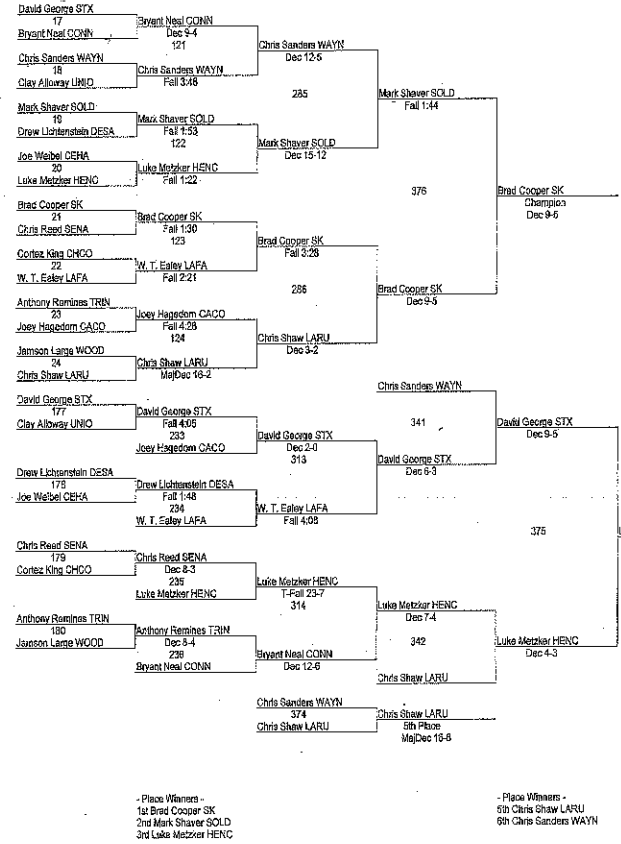 David George STX
17
Bryant Neal CONN
Bryant Neal CONN
Dec 9-4
121
Chris Sanders WAYN
18
Clay Alloway UNIO
Chris Sanders WAYN
Fall 3:48
Chris Sanders WAYN
Dec 12-5
285
Mark Shaver SOLD
19
Drew Lichtenstein DESA
Mark Shaver SOLD
Fall 1:53
122
Joe Weibel CEHA
20
Luke Metzker HENC
Luke Metzker HENC
Fall 1:22
Mark Shaver SOLD
Dec 15-12
Mark Shaver SOLD
Fall 1:44
376
Brad Cooper SK
21
Chris Reed SENA
Brad Cooper SK
Fall 1:30
123
Cortez King CHCO
22
W. T. Ealey LAFA
W. T. Ealey LAFA
Fall 2:21
Brad Cooper SK
Fall 3:28
286
Anthony Remines TRIN
23
Joey Hagedorn CACO
Joey Hagedorn CACO
Fall 4:28
124
Jamson Large WOOD
24
Chris Shaw LARU
Chris Shaw LARU
MajDec 16-2
Chris Shaw LARU
Dec 3-2
Brad Cooper SK
Dec 9-5
Brad Cooper SK
Champion
Dec 9-6
David George STX
177
Clay Alloway UNIO
David George STX
Fall 4:05
233
Joey Hagedorn CACO
David George STX
Dec 2-0
313
Drew Lichtenstein DESA
178
Joe Weibel CEHA
Drew Lichtenstein DESA
Fall 1:48
234
W. T. Ealey LAFA
W. T. Ealey LAFA
Fall 4:08
Chris Sanders WAYN
341
David George STX
Dec 6-3
David George STX
Dec 9-5
375
Chris Reed SENA
179
Cortez King CHCO
Chris Reed SENA
Dec 8-3
235
Luke Metzker HENC
Luke Metzker HENC
T-Fall 23-7
314
Anthony Remines TRIN
180
Jamson Large WOOD
Anthony Remines TRIN
Dec 8-4
236
Bryant Neal CONN
Bryant Neal CONN
Dec 12-6
Luke Metzker HENC
Dec 7-4
342
Chris Shaw LARU
Luke Metzker HENC
Dec 4-3
Chris Sanders WAYN
374
Chris Shaw LARU
Chris Shaw LARU
5th Place
MajDec 16-6
- Place Winners -
1st Brad Cooper SK
2nd Mark Shaver SOLD
3rd Luke Metzker HENC
- Place Winners -
5th Chris Shaw LARU
6th Chris Sanders WAYN